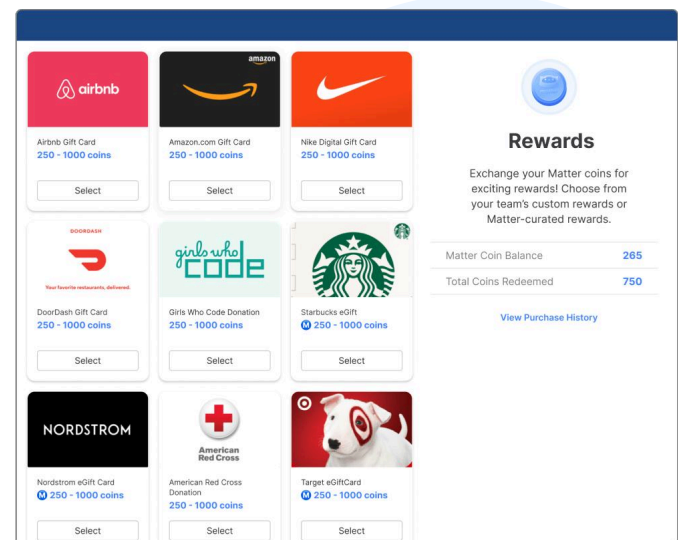 airbnb
Airbnb Gift Card
250 - 1000 coins
Select
amazon
Amazon.com Gift Card
250 - 1000 coins
Select
Nike Digital Gift Card
250 - 1000 coins
Select
DOORDASH
Your favorite restaurants, delivered.
DoorDash Gift Card
250 - 1000 coins
Select
girls who
CODE
Girls Who Code Donation
250 - 1000 coins
Select
Starbucks eGift
M 250 - 1000 coins
Select
NORDSTROM
Nordstrom eGift Card
M 250 - 1000 coins
Select
American
Red Cross
American Red Cross
Donation
250 - 1000 coins
Select
Target eGiftCard
M 250 - 1000 coins
Select
Rewards
Exchange your Matter coins for
exciting rewards! Choose from
your team's custom rewards or
Matter-curated rewards.
Matter Coin Balance 265
Total Coins Redeemed 750
View Purchase History